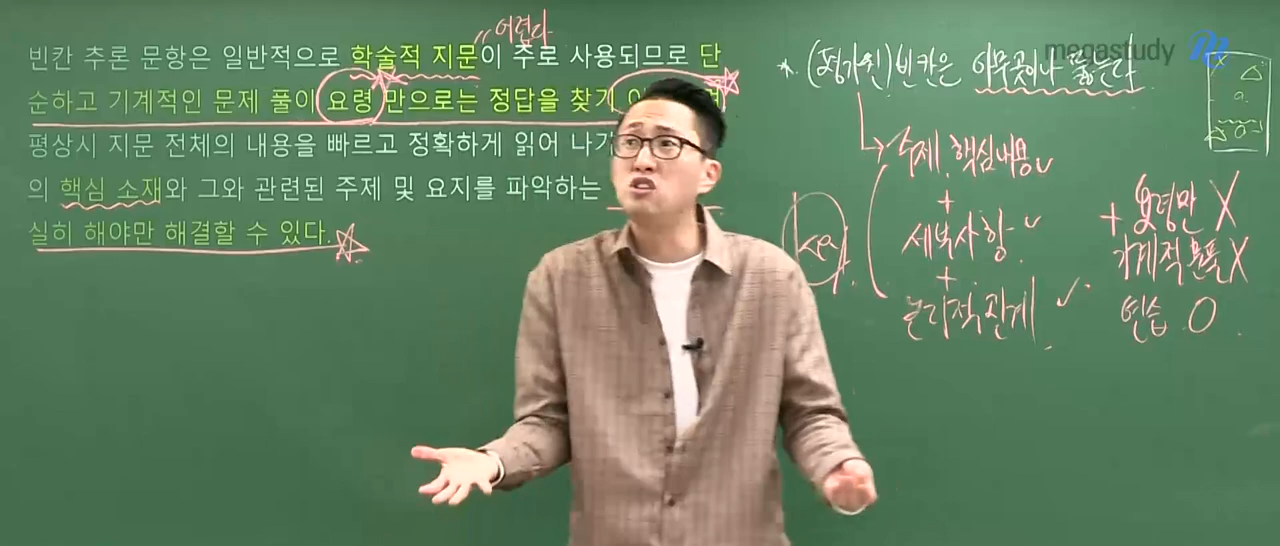 어렵다
빈칸 추론 문항은 일반적으로 학술적 지문이 주로 사용되므로 단
순하고 기계적인 문제 풀이 요령 만으로는 정답을 찾기
평상시 지문 전체의 내용을 빠르고 정확하게 읽어 나가
의 핵심 소재와 그와 관련된 주제 및 요지를 파악하는
실히 해야만 해결할 수 있다.
megastudy
(평가원) 빈칸은 아무곳이나 뚫는다
주제, 핵심내용
+
세부사항
+
논리적 관계
key
+ 요령만 X
기계적 문풀 X
연습 O